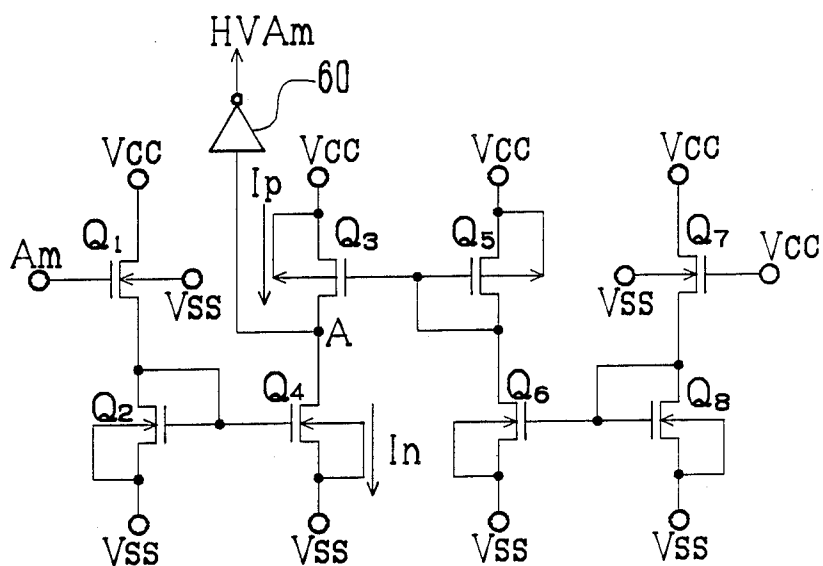 HVAm
60
Vcc Vcc Vcc Vcc
Ip
Q1 Q3 Q5 Q7
Am Vss Vss Vcc
A
Q2 Q4 Q6 Q8
In
Vss Vss Vss Vss